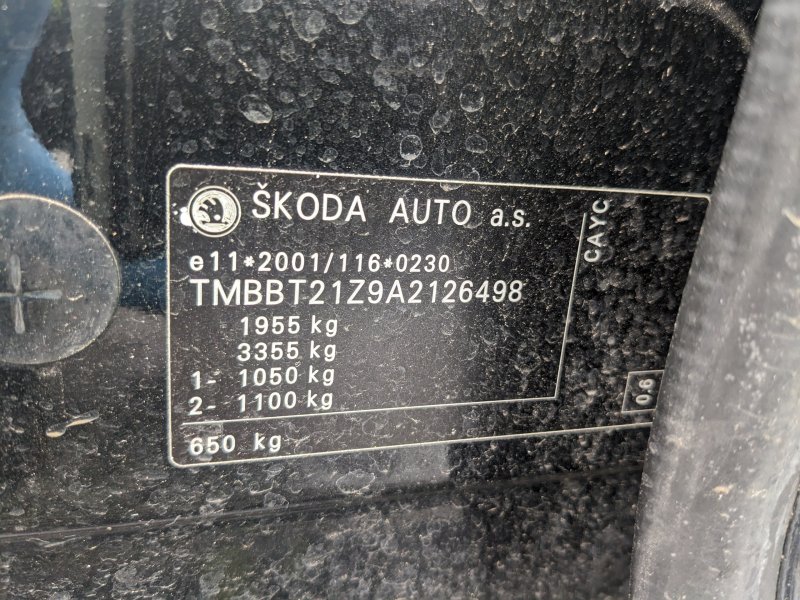 ŠKODA AUTO a.s.
e11*2001/116*0230
TMBBT21Z9A2126498
1955 kg
3355 kg
1- 1050 kg
2- 1100 kg
650 kg
CAYC
0.6